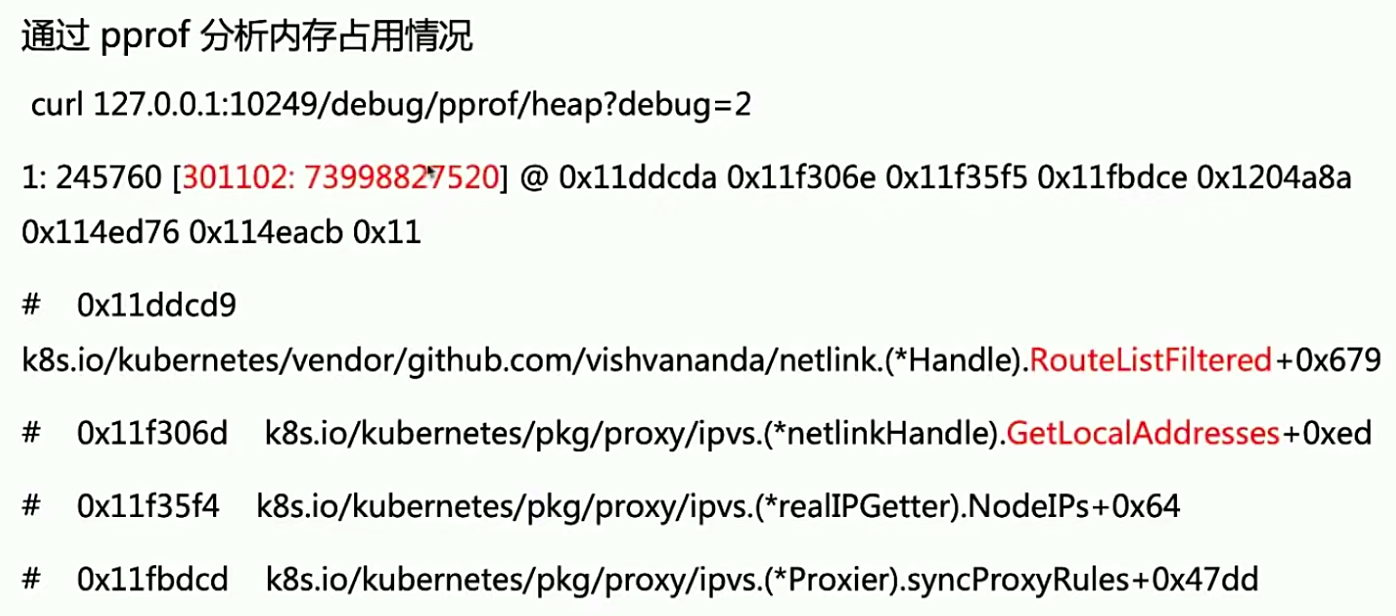 通过 pprof 分析内存占用情况
curl 127.0.0.1:10249/debug/pprof/heap?debug=2
1: 245760 [301102: 73998827520] @ 0x11ddcda 0x11f306e 0x11f35f5 0x11fbdce 0x1204a8a
0x114ed76 0x114eacb 0x11
# 0x11ddcd9
k8s.io/kubernetes/vendor/github.com/vishvananda/netlink.(*Handle).RouteListFiltered+0x679
# 0x11f306d k8s.io/kubernetes/pkg/proxy/ipvs.(*netlinkHandle).GetLocalAddresses+0xed
# 0x11f35f4 k8s.io/kubernetes/pkg/proxy/ipvs.(*realIPGetter).NodeIPs+0x64
# 0x11fbdcd k8s.io/kubernetes/pkg/proxy/ipvs.(*Proxier).syncProxyRules+0x47dd